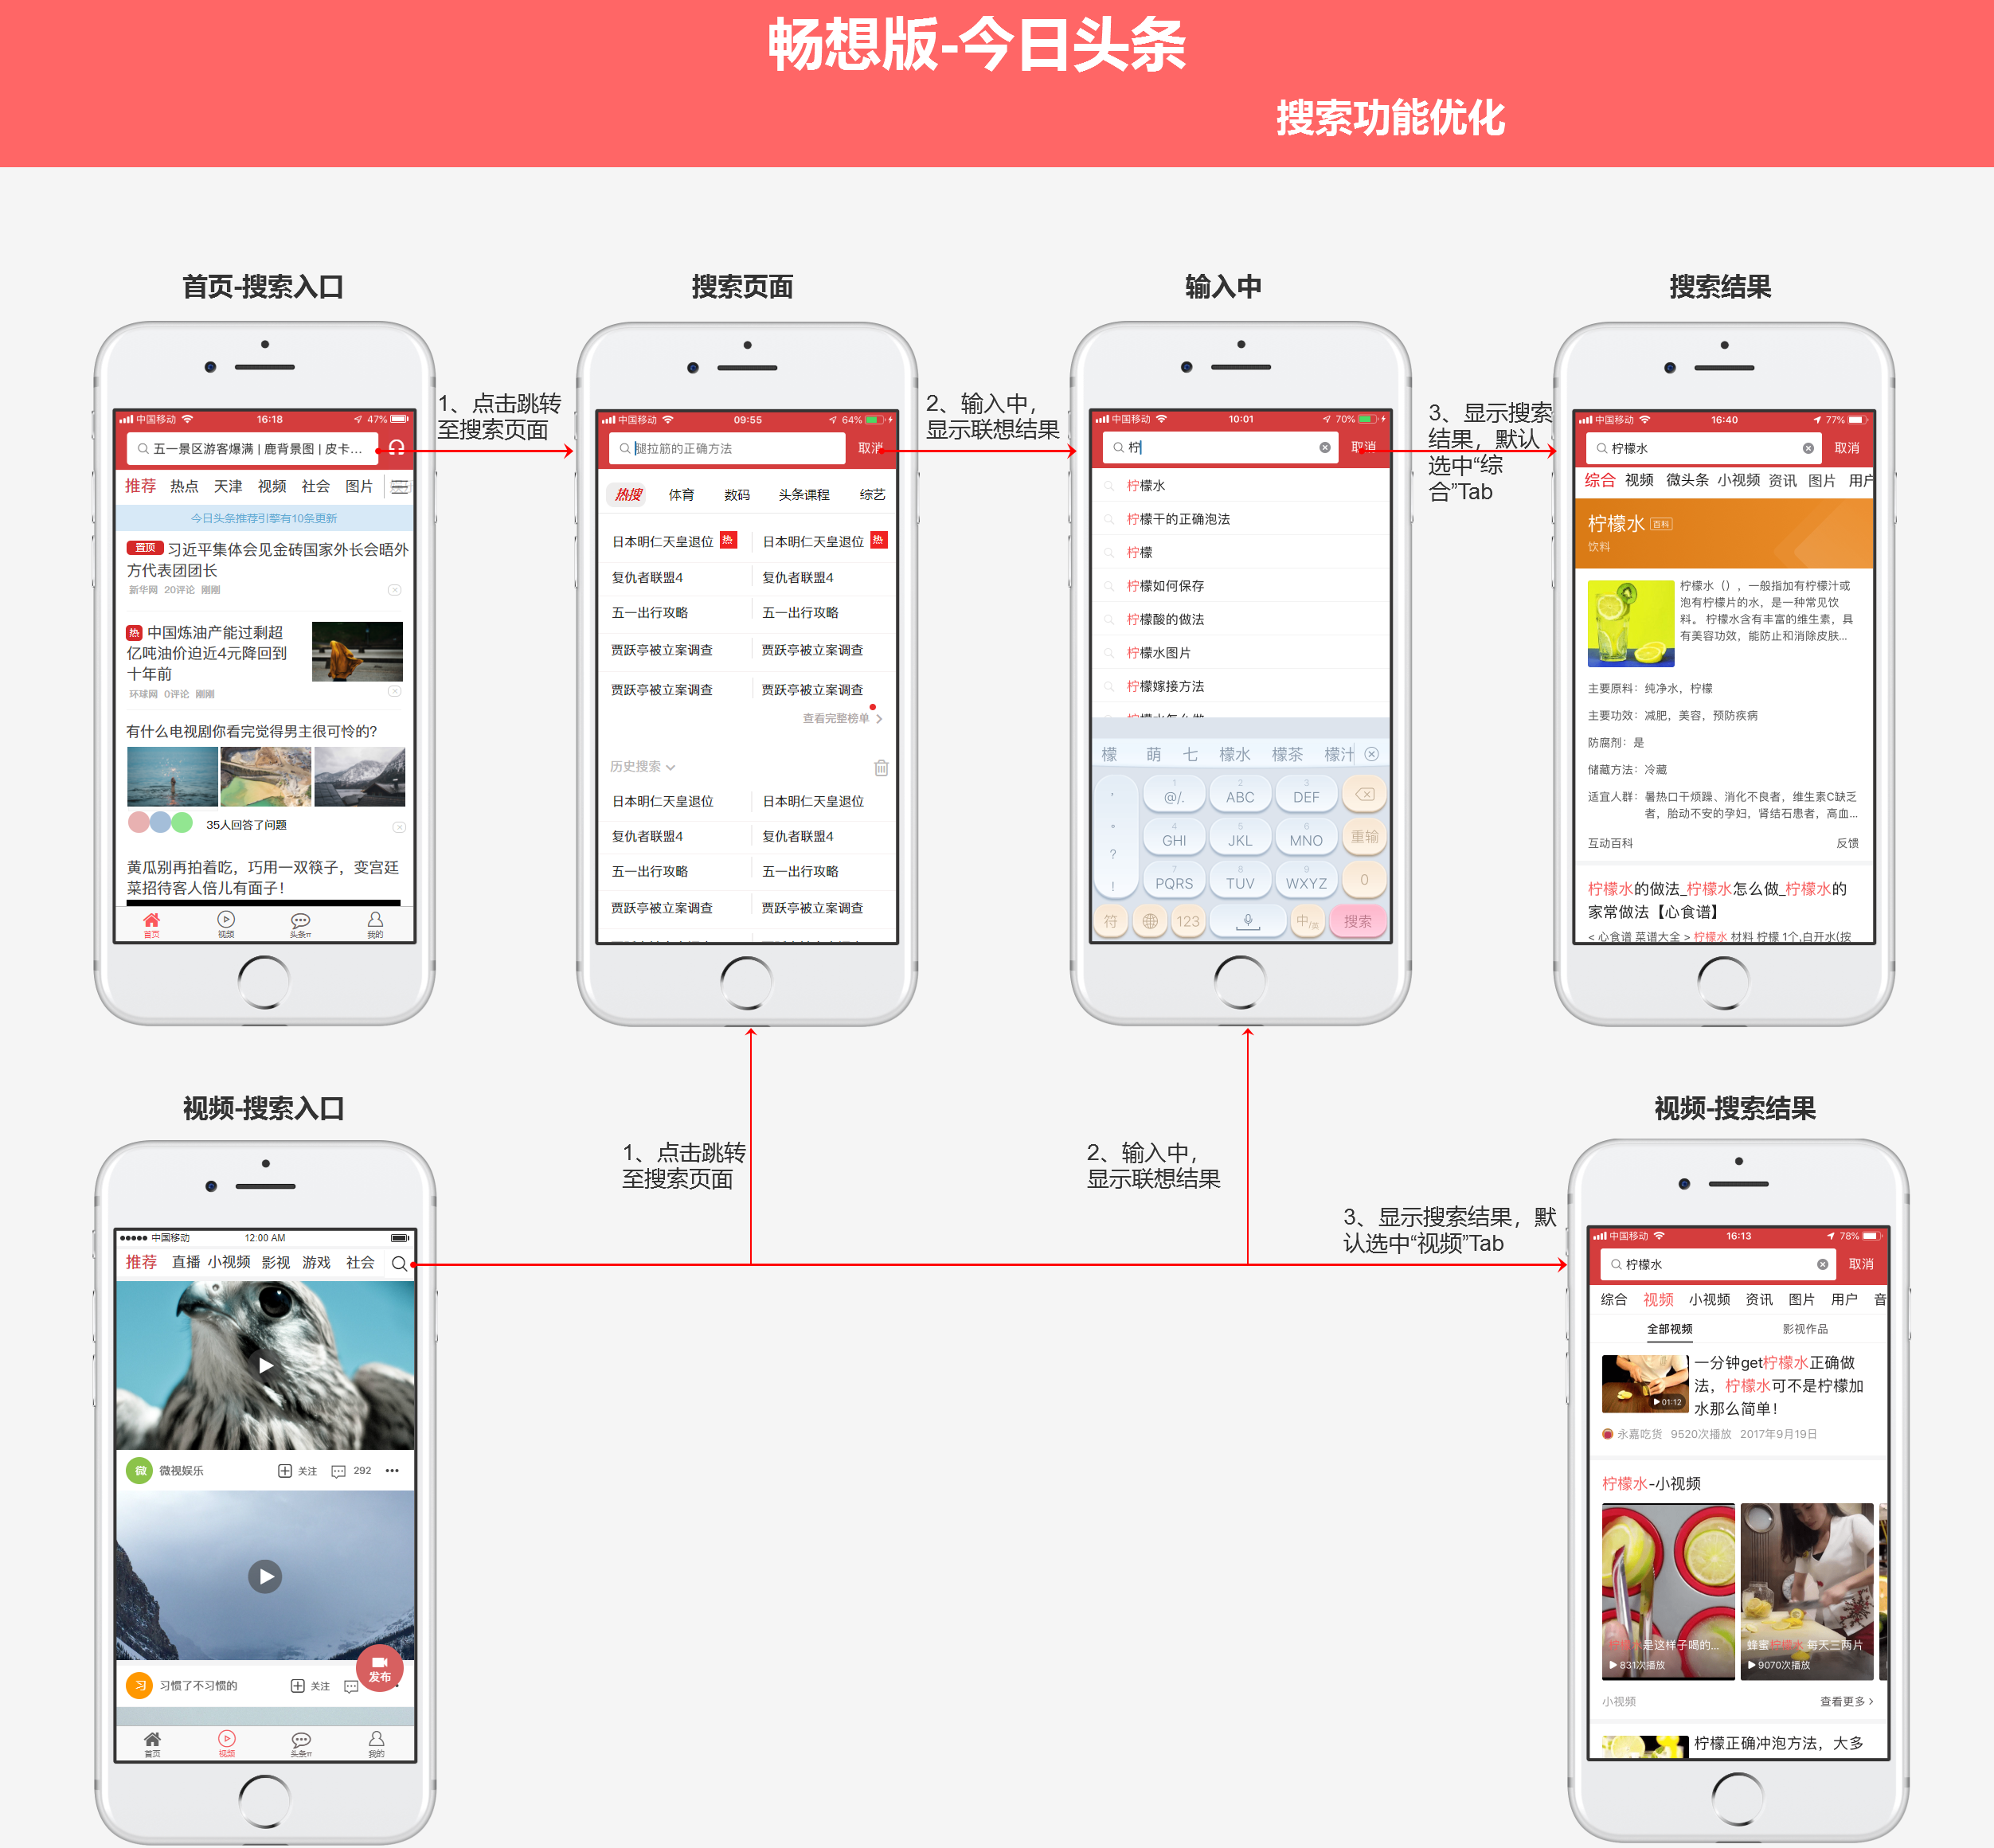 畅想版-今日头条
搜索功能优化
首页-搜索入口
中国移动
16:18
47%
五一景区游客爆满 | 鹿背景图 | 皮卡...
推荐 热点 天津 视频 社会 图片
今日头条推荐引擎有10条更新
置顶 习近平集体会见金砖国家外长会晤外
方代表团团长
新华网 20评论 刚刚
热 中国炼油产能过剩超
亿吨油价迫近4元降回到
十年前
环球网 0评论 刚刚
有什么电视剧你看完觉得男主很可怜的?
35人回答了问题
黄瓜别再拍着吃，巧用一双筷子，变宫廷
菜招待客人倍儿有面子！
首页 视频 头条π 我的
1、点击跳转
至搜索页面
搜索页面
中国移动
09:55
64%
腿拉筋的正确方法
取消
热搜 体育 数码 头条课程 综艺
日本明仁天皇退位 热 日本明仁天皇退位 热
复仇者联盟4 复仇者联盟4
五一出行攻略 五一出行攻略
贾跃亭被立案调查 贾跃亭被立案调查
贾跃亭被立案调查 贾跃亭被立案调查
查看完整榜单
历史搜索
日本明仁天皇退位 日本明仁天皇退位
复仇者联盟4 复仇者联盟4
五一出行攻略 五一出行攻略
贾跃亭被立案调查 贾跃亭被立案调查
2、输入中，
显示联想结果
输入中
中国移动
10:01
70%
柠
取消
柠檬水
柠檬干的正确泡法
柠檬
柠檬如何保存
柠檬酸的做法
柠檬水图片
柠檬嫁接方法
柠檬水怎么做
檬 萌 七 檬水 檬茶 檬汁
1 2 3
@/. ABC DEF
4 5 6
GHI JKL MNO 重输
? !
7 8 9
PQRS TUV WXYZ 0
符 123 中/英 搜索
3、显示搜索
结果，默认
选中“综
合”Tab
搜索结果
中国移动
16:40
77%
柠檬水
取消
综合 视频 微头条 小视频 资讯 图片 用户
柠檬水 百科
饮料
柠檬水（），一般指加有柠檬汁或
泡有柠檬片的水，是一种常见饮
料。 柠檬水含有丰富的维生素，具
有美容功效，能防止和消除皮肤...
主要原料：纯净水，柠檬
主要功效：减肥，美容，预防疾病
防腐剂：是
储藏方法：冷藏
适宜人群：暑热口干烦躁、消化不良者，维生素C缺乏
者，胎动不安的孕妇，肾结石患者，高血...
互动百科 反馈
柠檬水的做法_柠檬水怎么做_柠檬水的
家常做法【心食谱】
< 心食谱 菜谱大全 > 柠檬水 材料 柠檬 1个,白开水(按
视频-搜索入口
中国移动
12:00 AM
推荐 直播 小视频 影视 游戏 社会
微 微视娱乐 关注 292
习 习惯了不习惯的 关注
发布
首页 视频 头条π 我的
1、点击跳转
至搜索页面
2、输入中，
显示联想结果
3、显示搜索结果，默
认选中“视频”Tab
视频-搜索结果
中国移动
16:13
78%
柠檬水
取消
综合 视频 小视频 资讯 图片 用户 音
全部视频 影视作品
一分钟get柠檬水正确做
法，柠檬水可不是柠檬加
水那么简单！
01:12
永嘉吃货 9520次播放 2017年9月19日
柠檬水-小视频
柠檬水是这样子喝的...
831次播放
蜂蜜柠檬水 每天三两片
9070次播放
小视频 查看更多
柠檬正确冲泡方法，大多